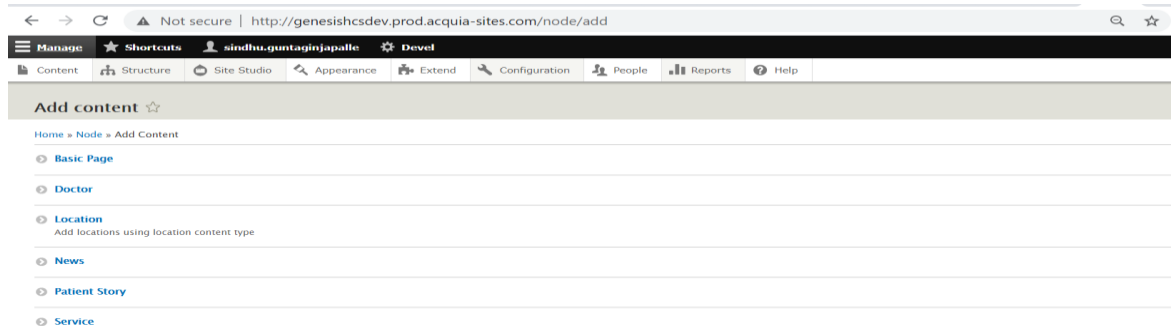 Not secure | http://genesishcsdev.prod.acquia-sites.com/node/add
Manage Shortcuts sindhu.guntaginjapalle Devel
Content Structure Site Studio Appearance Extend Configuration People Reports Help
Add content
Home » Node » Add Content
Basic Page
Doctor
Location
Add locations using location content type
News
Patient Story
Service